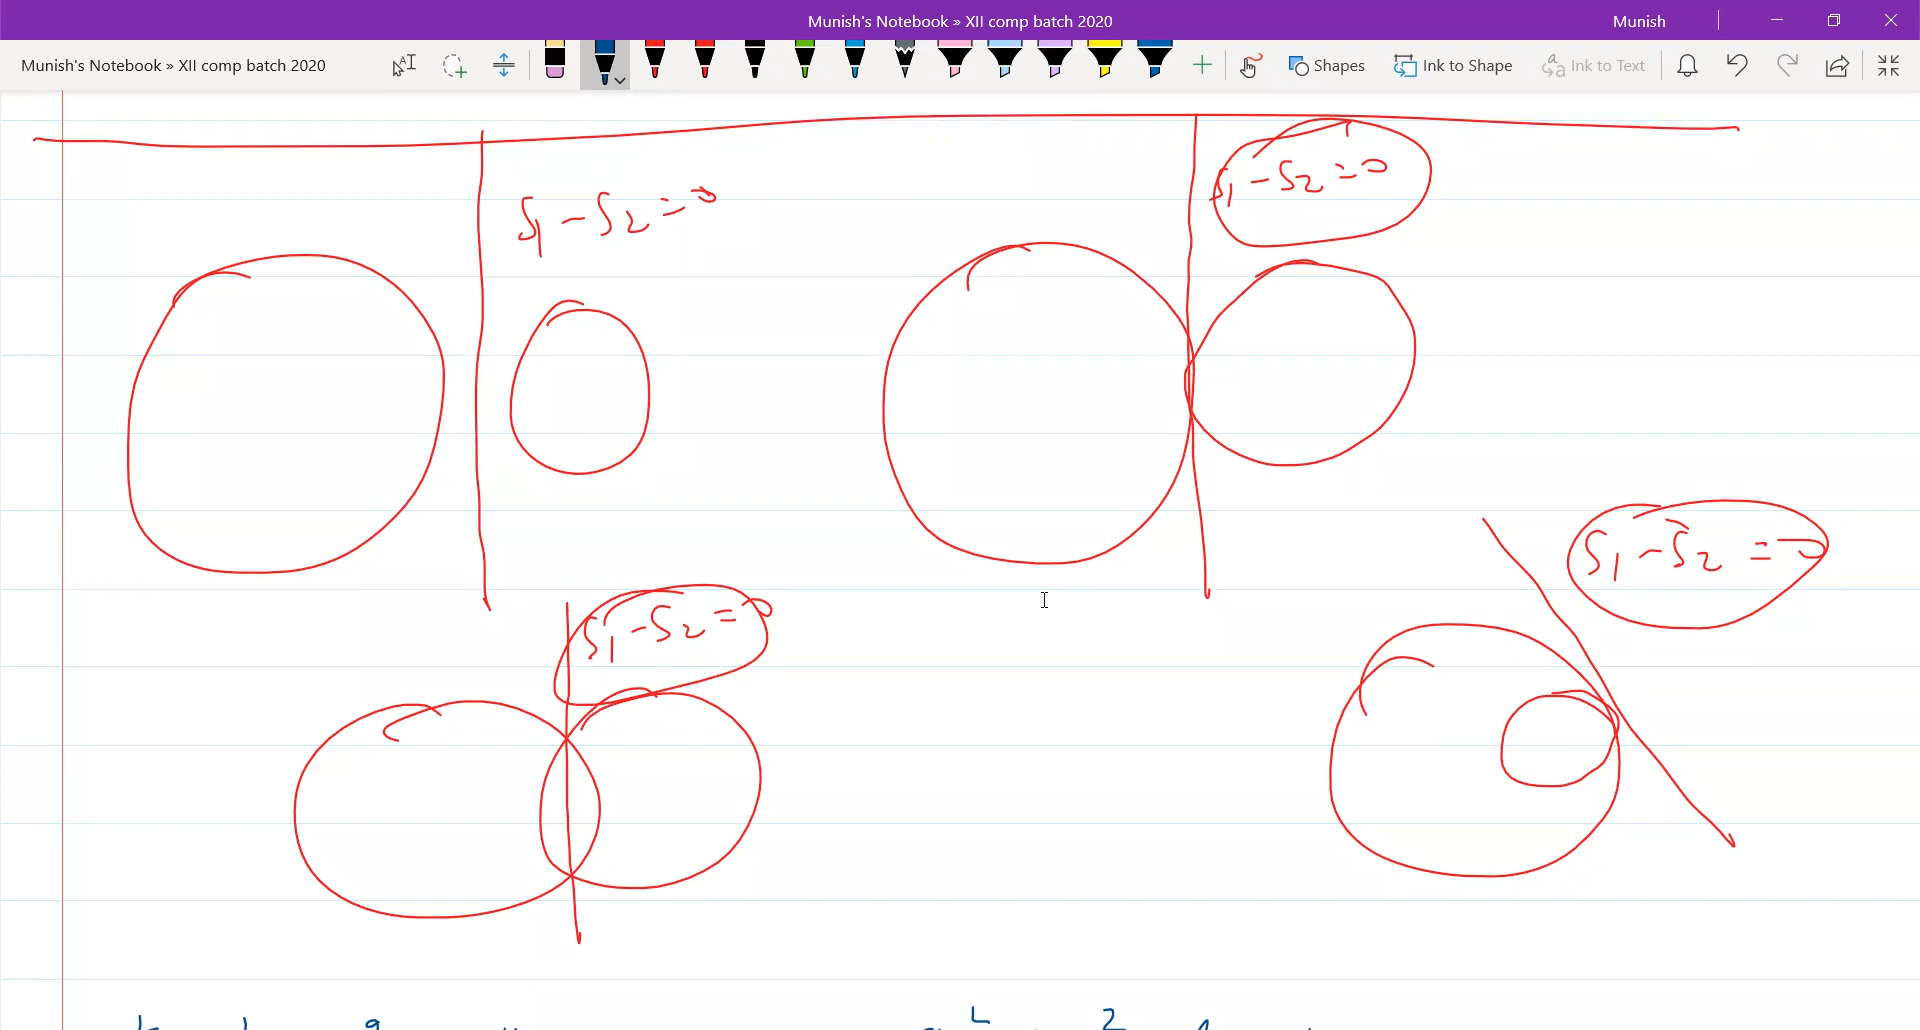 Munish's Notebook » XII comp batch 2020
Munish
Munish's Notebook » XII comp batch 2020
Shapes
Ink to Shape
Ink to Text
S1 - S2 = 0
S1 - S2 = 0
S1 - S2 = 0
S1 - S2 = 0